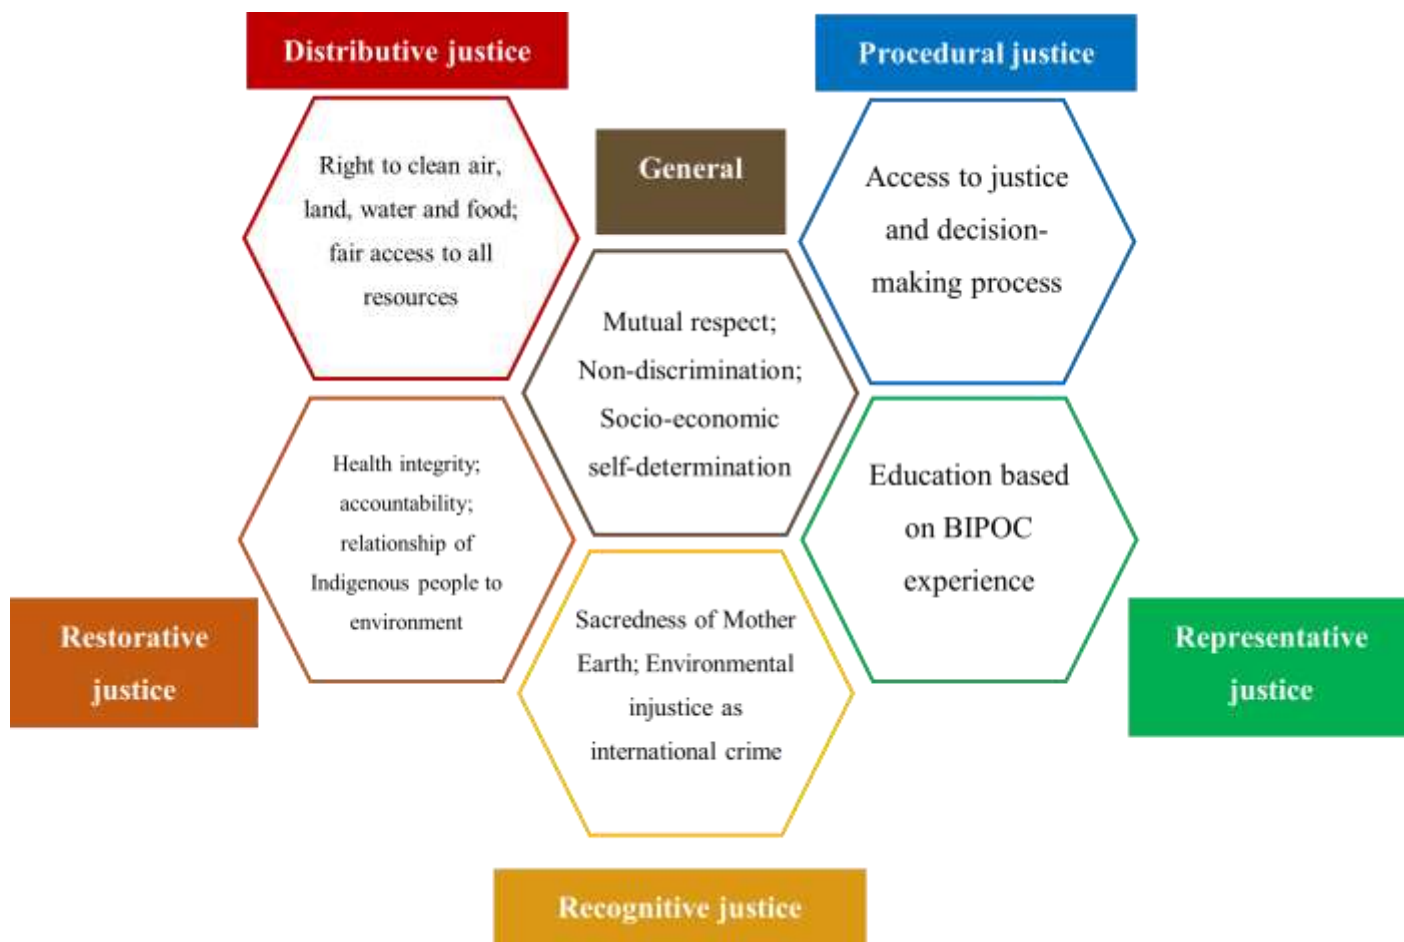 Distributive justice
Right to clean air,
land, water and food;
fair access to all
resources
General
Mutual respect;
Non-discrimination;
Socio-economic
self-determination
Procedural justice
Access to justice
and decision-
making process
Restorative
justice
Health integrity;
accountability;
relationship of
Indigenous people to
environment
Sacredness of Mother
Earth; Environmental
injustice as
international crime
Recognitive justice
Education based
on BIPOC
experience
Representative
justice